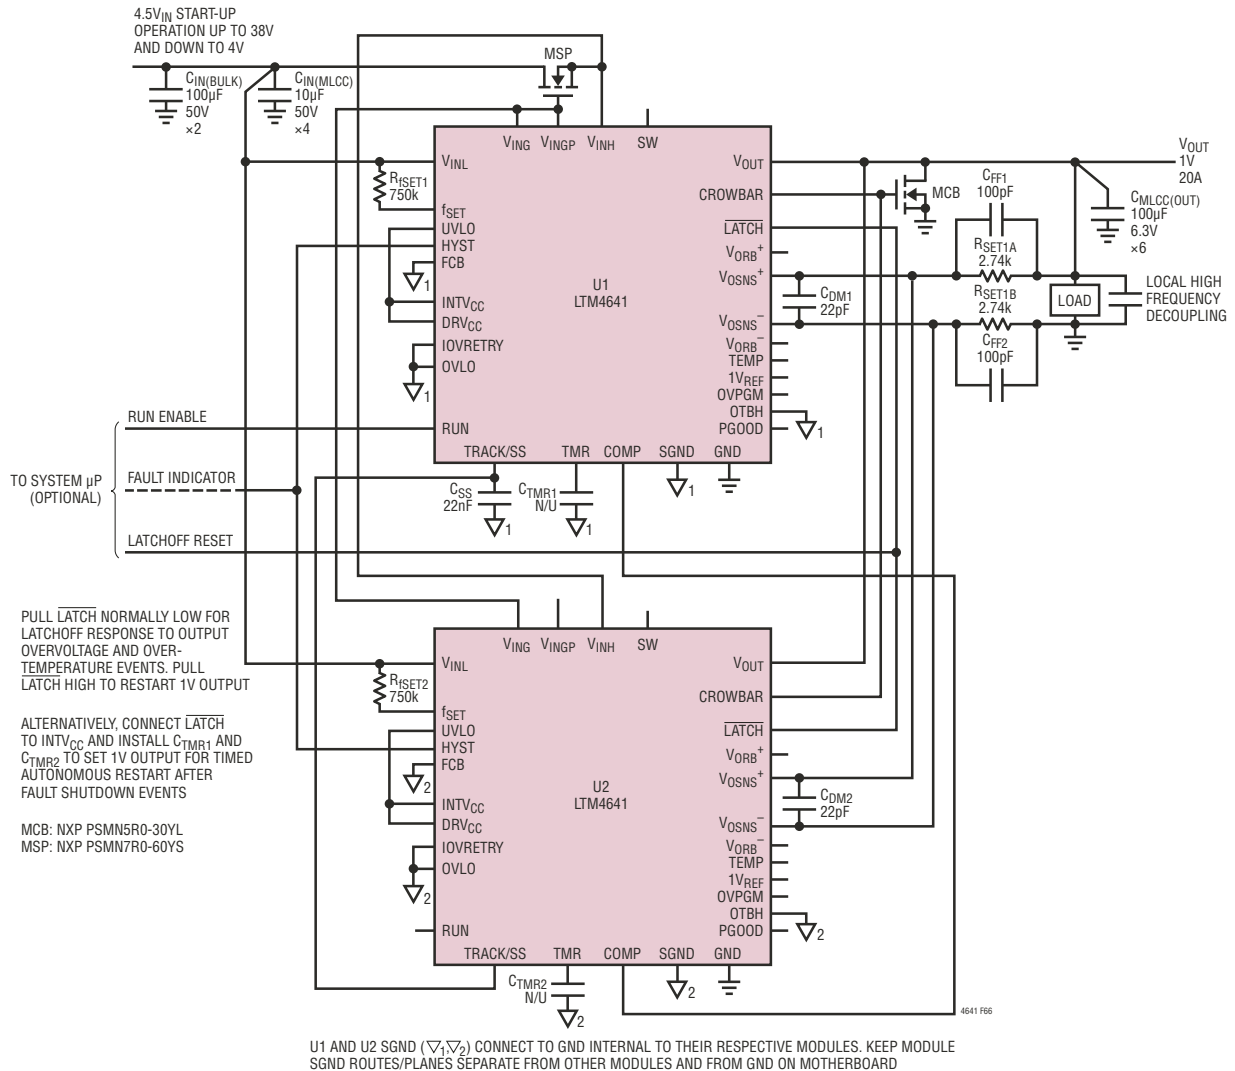 4.5VIN START-UP
OPERATION UP TO 38V
AND DOWN TO 4V
CIN(BULK)
100µF
50V
×2
CIN(MLCC)
10µF
50V
×4
MSP
VING VINGP VINH SW
VINL
RfSET1
750k
fSET
UVLO
HYST
FCB
1
INTVCC
DRVCC
IOVRETRY
OVLO
1
RUN
U1
LTM4641
VOUT
CROWBAR
LATCH
VORB+
VOSNS+
VOSNS–
VORB–
TEMP
1VREF
OVPGM
OTBH
PGOOD
1
TRACK/SS TMR COMP SGND GND
CSS
22nF
1
CTMR1
N/U
1
1
CDM1
22pF
MCB
VOUT
1V
20A
CFF1
100pF
RSET1A
2.74k
RSET1B
2.74k
CFF2
100pF
CMLCC(OUT)
100µF
6.3V
×6
LOAD
LOCAL HIGH
FREQUENCY
DECOUPLING
RUN ENABLE
TO SYSTEM µP
(OPTIONAL)
FAULT INDICATOR
LATCHOFF RESET
PULL LATCH NORMALLY LOW FOR
LATCHOFF RESPONSE TO OUTPUT
OVERVOLTAGE AND OVER-
TEMPERATURE EVENTS. PULL
LATCH HIGH TO RESTART 1V OUTPUT
ALTERNATIVELY, CONNECT LATCH
TO INTVCC AND INSTALL CTMR1 AND
CTMR2 TO SET 1V OUTPUT FOR TIMED
AUTONOMOUS RESTART AFTER
FAULT SHUTDOWN EVENTS
MCB: NXP PSMN5R0-30YL
MSP: NXP PSMN7R0-60YS
VING VINGP VINH SW
VINL
RfSET2
750k
fSET
UVLO
HYST
FCB
2
INTVCC
DRVCC
IOVRETRY
OVLO
2
RUN
U2
LTM4641
VOUT
CROWBAR
LATCH
VORB+
VOSNS+
VOSNS–
VORB–
TEMP
1VREF
OVPGM
OTBH
PGOOD
2
CDM2
22pF
TRACK/SS TMR COMP SGND GND
CTMR2
N/U
2
2
4641 F66
U1 AND U2 SGND (▽1,▽2) CONNECT TO GND INTERNAL TO THEIR RESPECTIVE MODULES. KEEP MODULE
SGND ROUTES/PLANES SEPARATE FROM OTHER MODULES AND FROM GND ON MOTHERBOARD